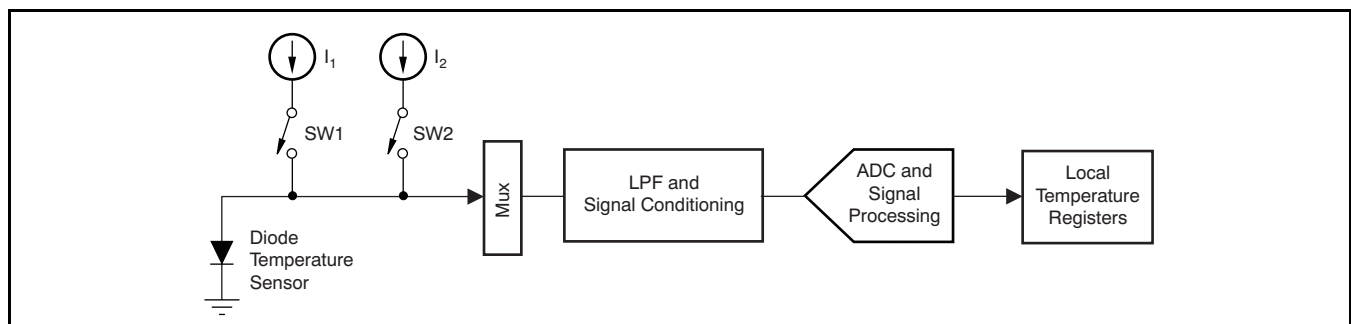 I₁
I₂
SW1
SW2
Diode
Temperature
Sensor
Mux
LPF and
Signal Conditioning
ADC and
Signal
Processing
Local
Temperature
Registers